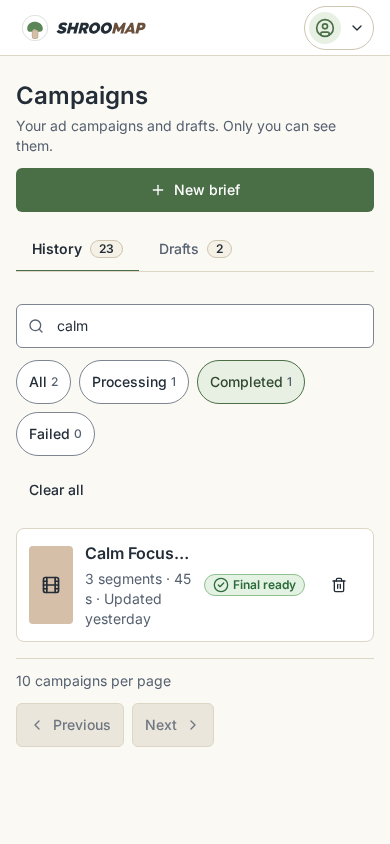 SHROOMAP
Campaigns
Your ad campaigns and drafts. Only you can see
them.
New brief
History 23
Drafts 2
calm
All 2
Processing 1
Completed 1
Failed 0
Clear all
Calm Focus...
3 segments · 45
s · Updated
yesterday
Final ready
10 campaigns per page
Previous
Next